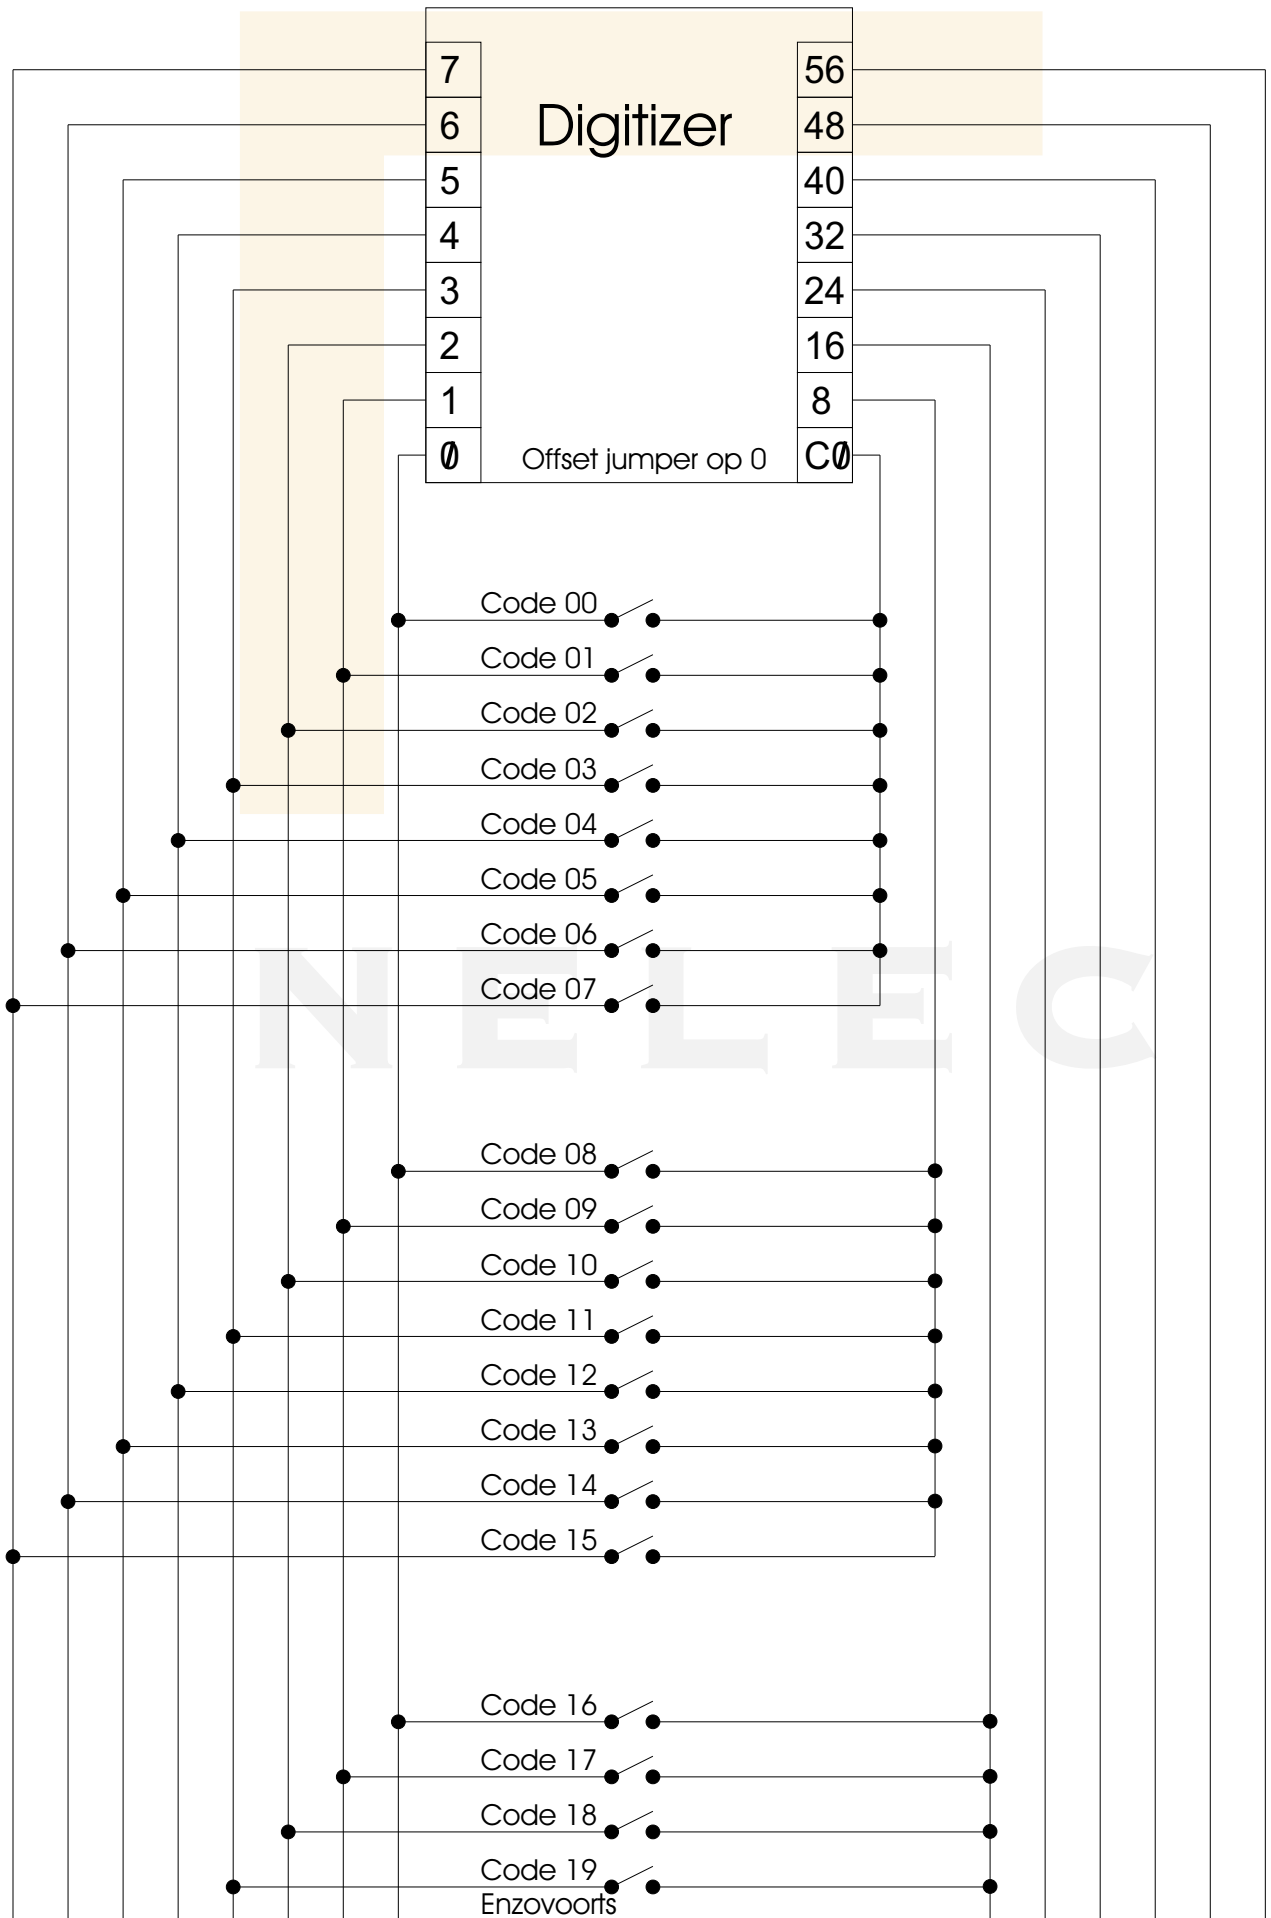 7 56
6 Digitizer 48
5 40
4 32
3 24
2 16
1 8
0 Offset jumper op 0 C0
Code 00
Code 01
Code 02
Code 03
Code 04
Code 05
Code 06
NELEC
Code 07
Code 08
Code 09
Code 10
Code 11
Code 12
Code 13
Code 14
Code 15
Code 16
Code 17
Code 18
Code 19
Enzovoorts